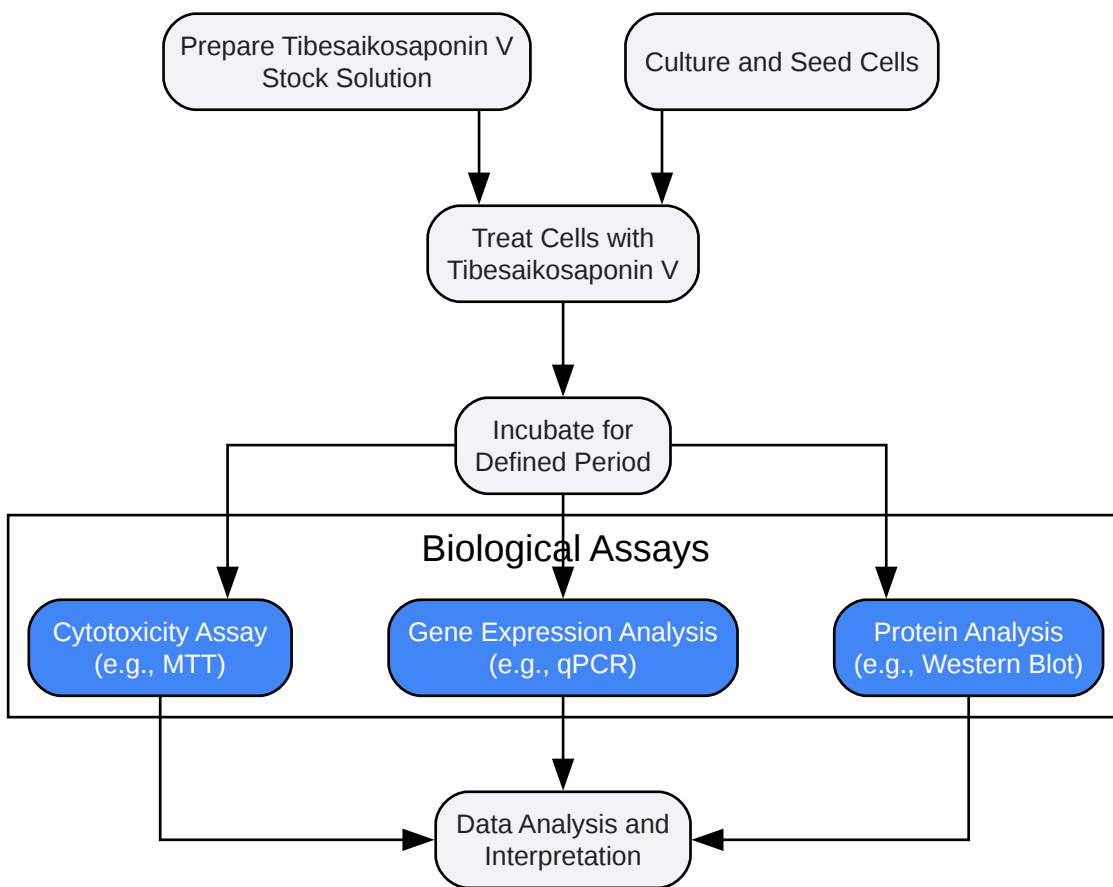 Prepare Tibesaikosaponin V
Stock Solution
Culture and Seed Cells
Treat Cells with
Tibesaikosaponin V
Incubate for
Defined Period
Biological Assays
Cytotoxicity Assay
(e.g., MTT)
Gene Expression Analysis
(e.g., qPCR)
Protein Analysis
(e.g., Western Blot)
Data Analysis and
Interpretation